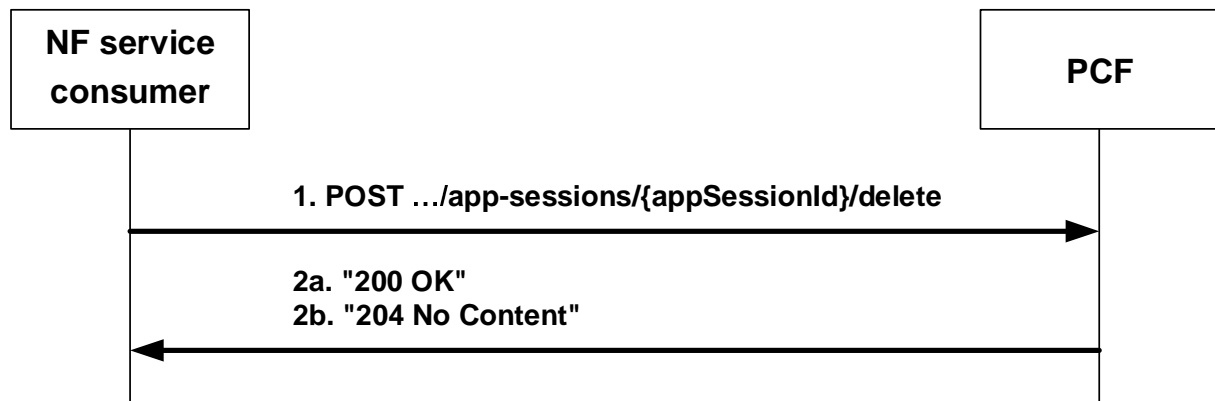 NF service
consumer
PCF
1. POST …/app-sessions/{appSessionId}/delete
2a. "200 OK"
2b. "204 No Content"